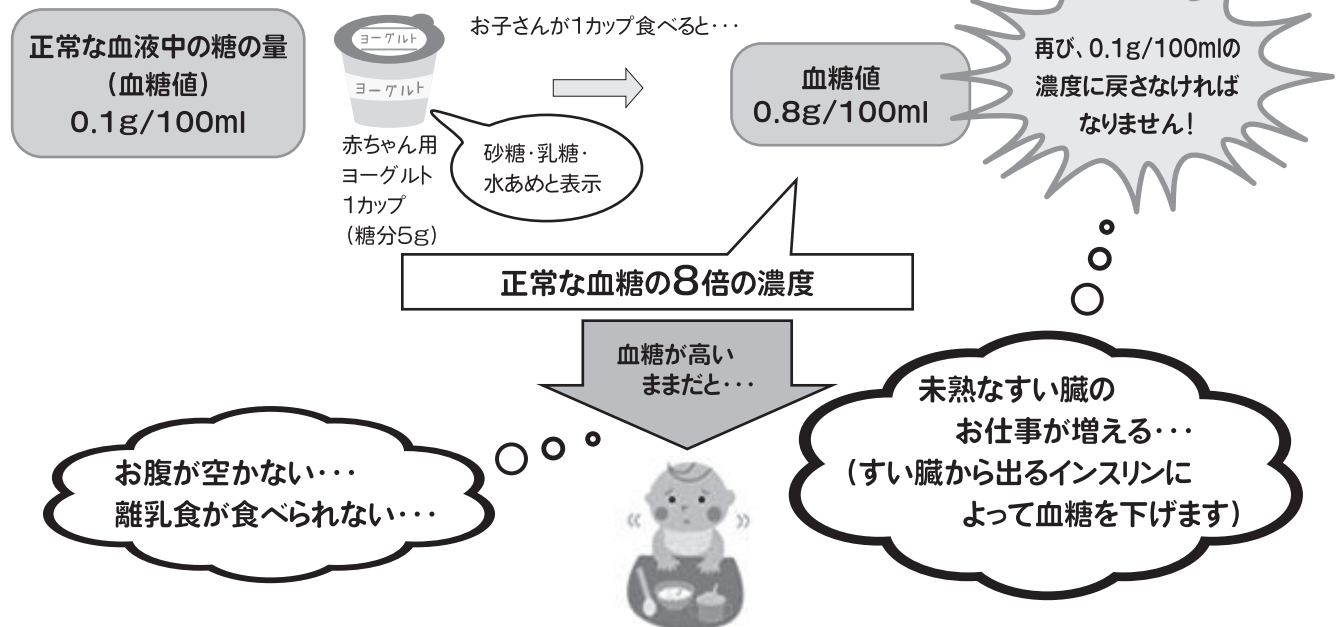 正常な血液中の糖の量
(血糖値)
0.1g/100ml
ヨーグルト
ヨーグルト
赤ちゃん用
ヨーグルト
1カップ
(糖分5g)
お子さんが1カップ食べると・・・
砂糖・乳糖・
水あめと表示
血糖値
0.8g/100ml
再び、0.1g/100mlの
濃度に戻さなければ
なりません!
正常な血糖の8倍の濃度
血糖が高い
ままだと・・・
お腹が空かない・・・
離乳食が食べられない・・・
未熟なすい臓の
お仕事が増える・・・
(すい臓から出るインスリンに
よって血糖を下げます)